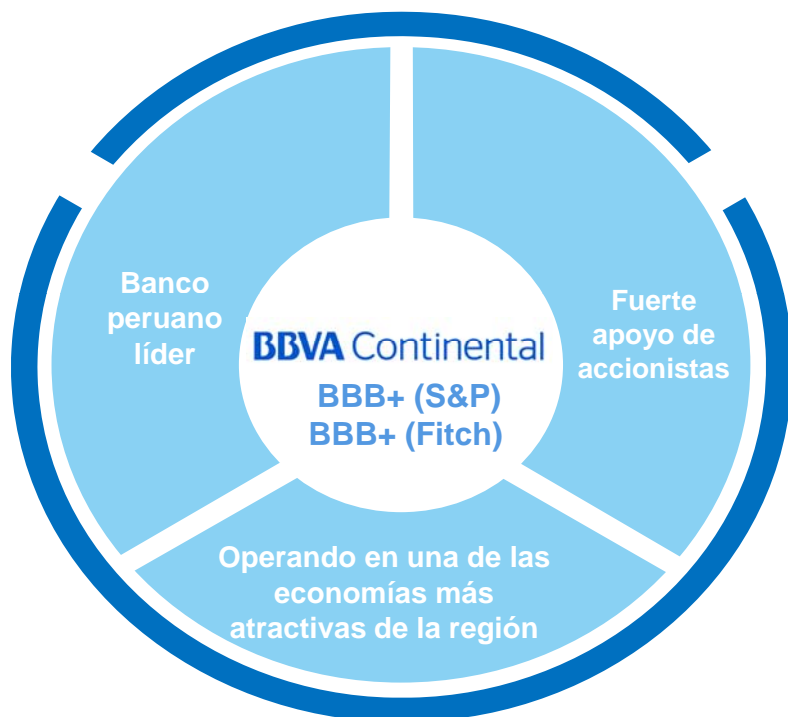 Banco
peruano
líder
Fuerte
apoyo de
accionistas
BBVA Continental
BBB+ (S&P)
BBB+ (Fitch)
Operando en una de las
economías más
atractivas de la región